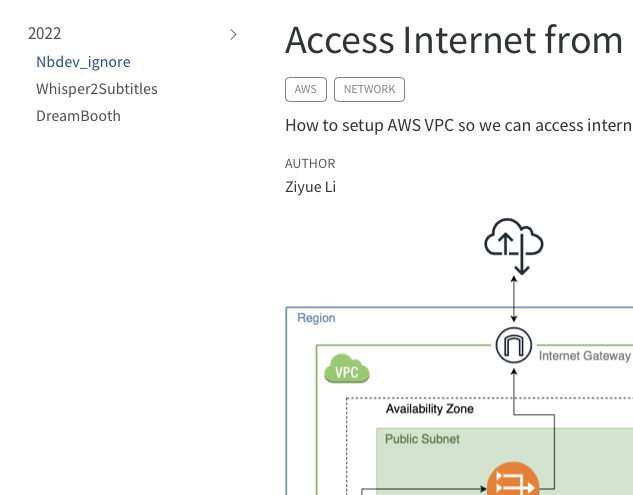 2022
Nbdev_ignore
Whisper2Subtitles
DreamBooth
Access Internet from
AWS
NETWORK
How to setup AWS VPC so we can access intern
AUTHOR
Ziyue Li
Region
Internet Gateway
VPC
Availability Zone
Public Subnet